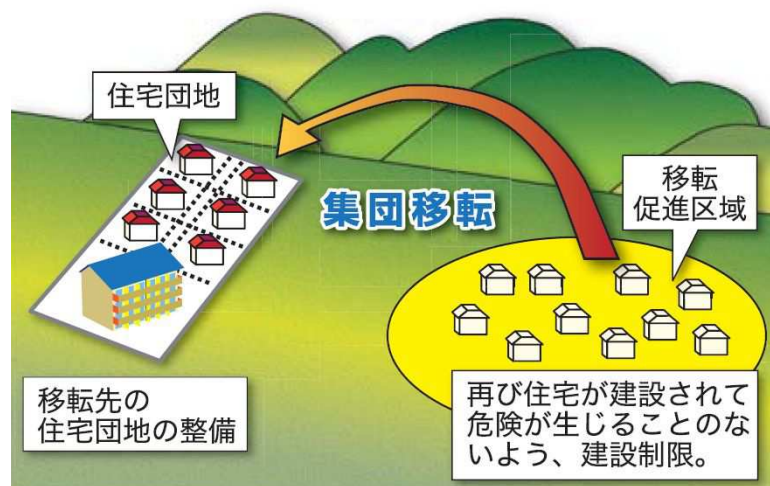 住宅団地
集団移転
移転
促進区域
移転先の
住宅団地の整備
再び住宅が建設されて
危険が生じることのな
いよう、建設制限。